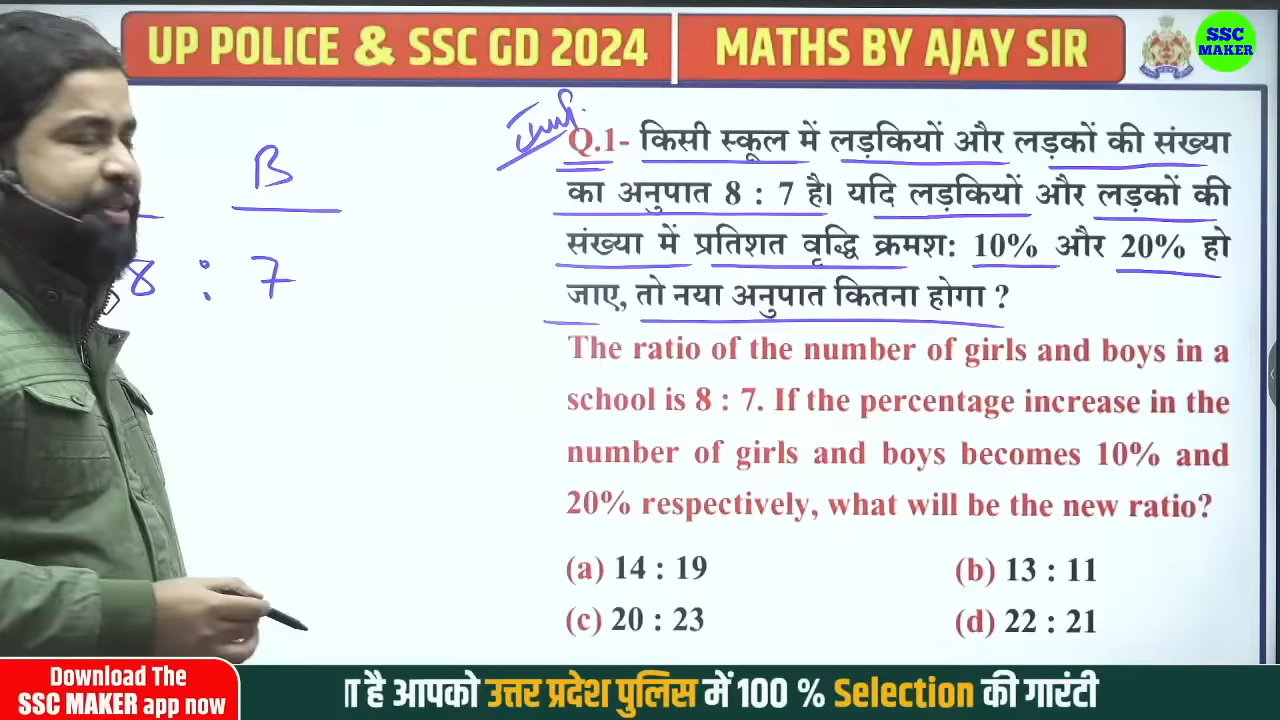 UP POLICE & SSC GD 2024
MATHS BY AJAY SIR
SSC
MAKER
B
8 : 7
Q.1- किसी स्कूल में लड़कियों और लड़कों की संख्या
का अनुपात 8 : 7 है। यदि लड़कियों और लड़कों की
संख्या में प्रतिशत वृद्धि क्रमश: 10% और 20% हो
जाए, तो नया अनुपात कितना होगा ?
The ratio of the number of girls and boys in a
school is 8 : 7. If the percentage increase in the
number of girls and boys becomes 10% and
20% respectively, what will be the new ratio?
(a) 14 : 19
(b) 13 : 11
(c) 20 : 23
(d) 22 : 21
Download The
SSC MAKER app now
है आपको उत्तर प्रदेश पुलिस में 100 % Selection की गारंटी